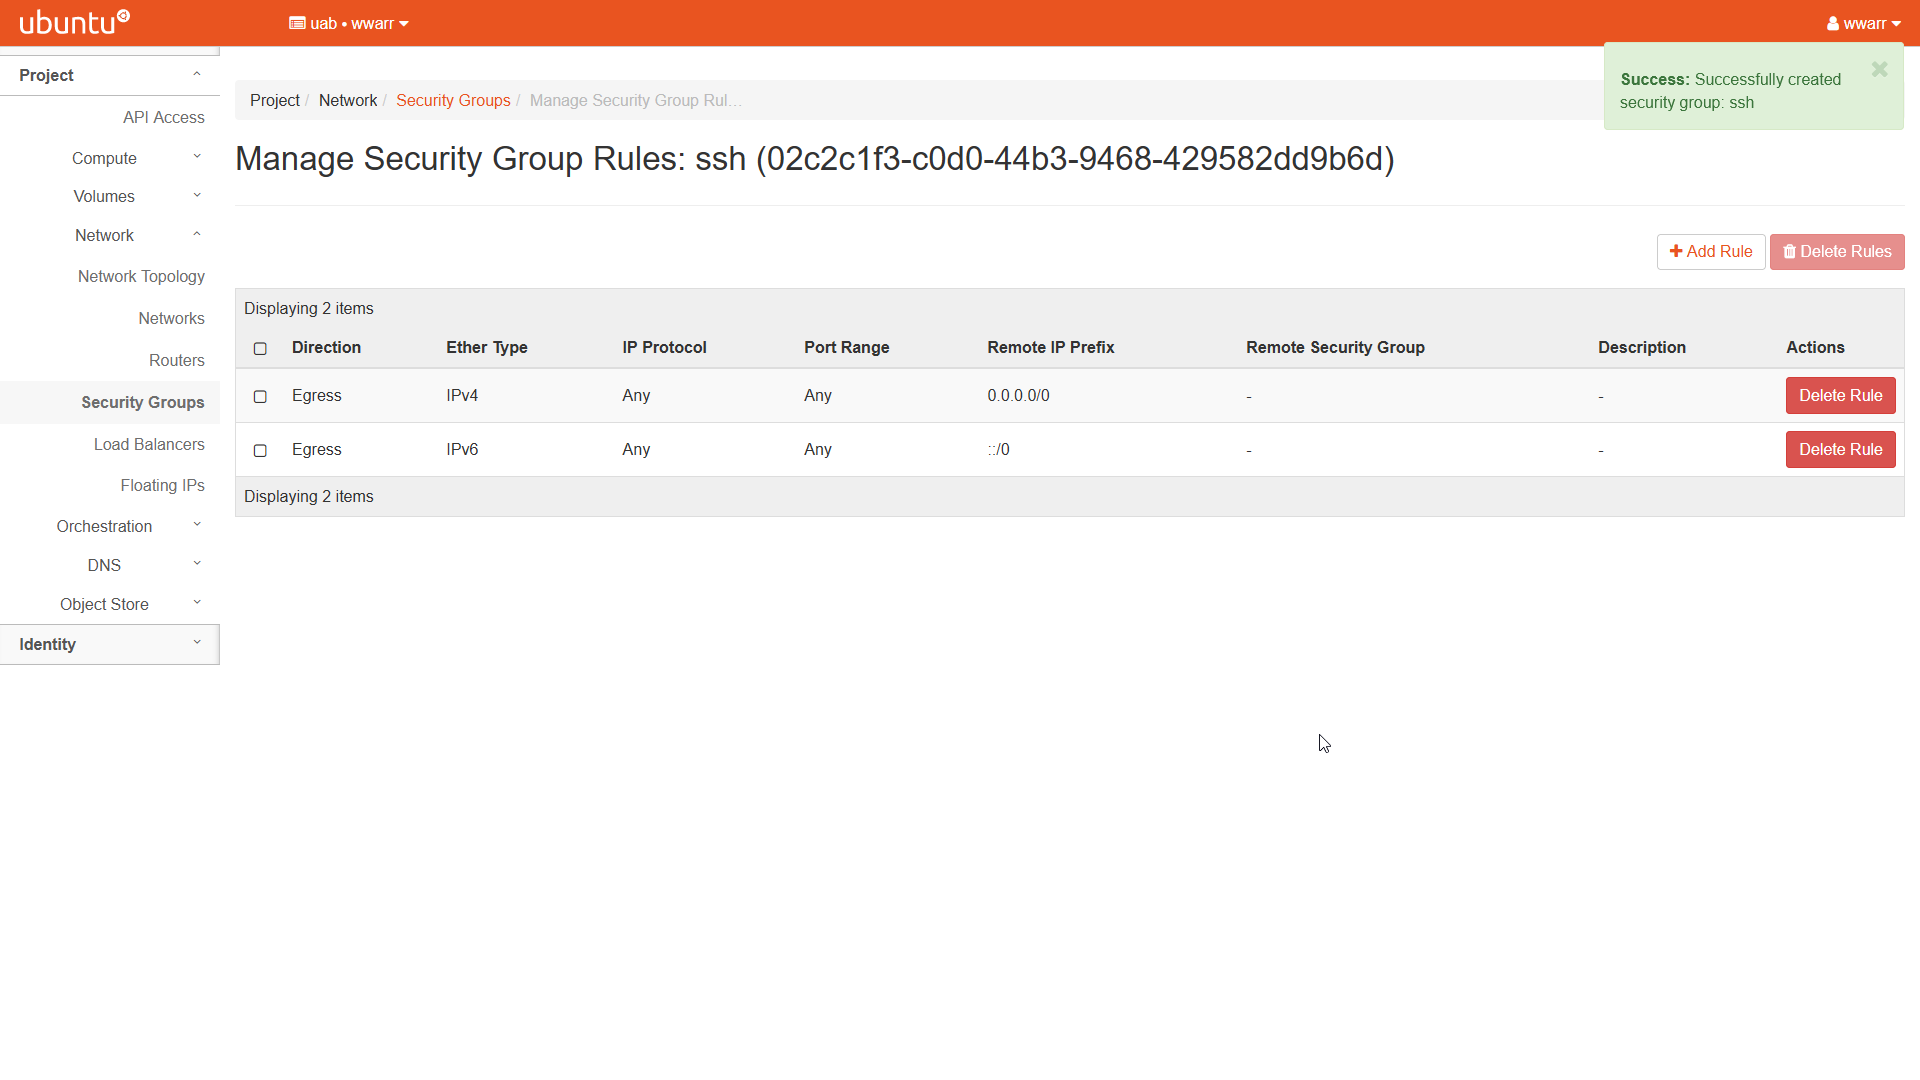 ubuntu
uab • wwarr
wwarr
Success: Successfully created
security group: ssh
Project
API Access
Compute
Volumes
Network
Network Topology
Networks
Routers
Security Groups
Load Balancers
Floating IPs
Orchestration
DNS
Object Store
Identity
Project / Network / Security Groups / Manage Security Group Rul...
Manage Security Group Rules: ssh (02c2c1f3-c0d0-44b3-9468-429582dd9b6d)
Add Rule Delete Rules
Displaying 2 items
Direction Ether Type IP Protocol Port Range Remote IP Prefix Remote Security Group Description Actions
Egress IPv4 Any Any 0.0.0.0/0 - - Delete Rule
Egress IPv6 Any Any ::/0 - - Delete Rule
Displaying 2 items